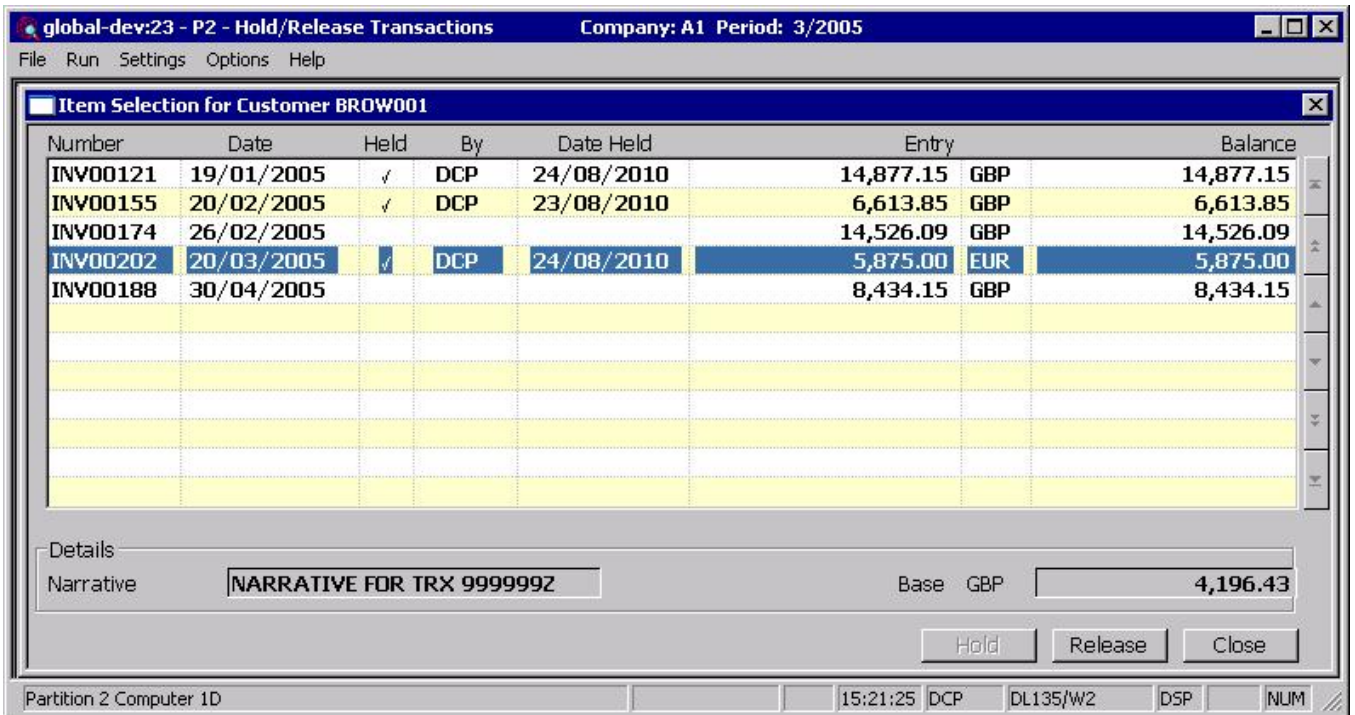 global-dev:23 - P2 - Hold/Release Transactions Company: A1 Period: 3/2005
File Run Settings Options Help
Item Selection for Customer BROW001
Number Date Held By Date Held Entry Balance
INV00121 19/01/2005 √ DCP 24/08/2010 14,877.15 GBP 14,877.15
INV00155 20/02/2005 √ DCP 23/08/2010 6,613.85 GBP 6,613.85
INV00174 26/02/2005 14,526.09 GBP 14,526.09
INV00202 20/03/2005 √ DCP 24/08/2010 5,875.00 EUR 5,875.00
INV00188 30/04/2005 8,434.15 GBP 8,434.15
Details
Narrative NARRATIVE FOR TRX 999999Z Base GBP 4,196.43
Hold Release Close
Partition 2 Computer 1D 15:21:25 DCP DL135/W2 DSP NUM